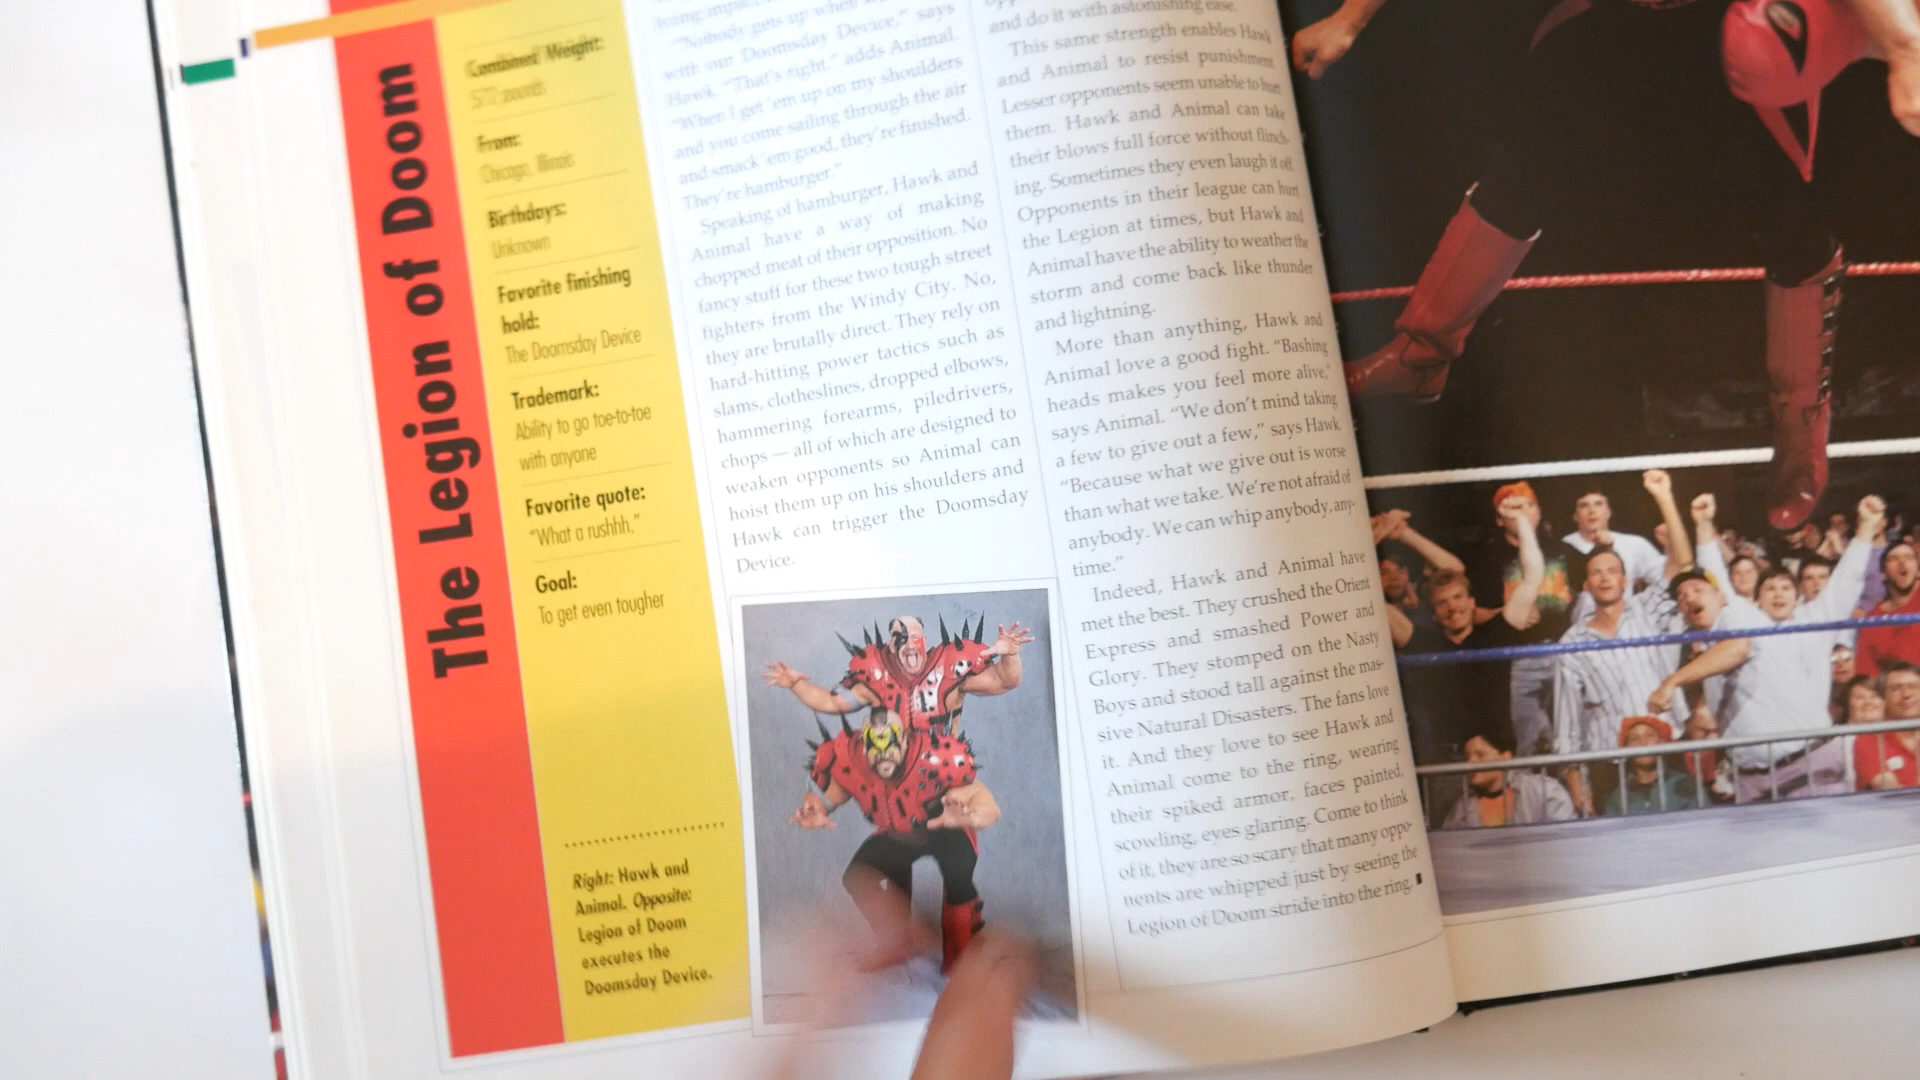 The Legion of Doom
Combined Weight:
572 pounds
From:
Chicago, Illinois
Birthdays:
Unknown
Favorite finishing
hold:
The Doomsday Device
Trademark:
Ability to go toe-to-toe
with anyone
Favorite quote:
"What a rushhh."
Goal:
To get even tougher
Right: Hawk and
Animal. Opposite:
Legion of Doom
executes the
Doomsday Device.
"Nobody gets up when
with our Doomsday Device," says
Hawk. "That's right," adds Animal.
"When I get 'em up on my shoulders
and you come sailing through the air
and smack 'em good, they're finished.
They're hamburger."
Speaking of hamburger, Hawk and
Animal have a way of making
chopped meat of their opposition. No
fancy stuff for these two tough street
fighters from the Windy City. No,
they are brutally direct. They rely on
hard-hitting power tactics such as
slams, clotheslines, dropped elbows,
hammering forearms, piledrivers,
chops — all of which are designed to
weaken opponents so Animal can
hoist them up on his shoulders and
Hawk can trigger the Doomsday
Device.
and do it with astonishing ease.
This same strength enables Hawk
and Animal to resist punishment.
Lesser opponents seem unable to hurt
them. Hawk and Animal can take
their blows full force without flinch-
ing. Sometimes they even laugh it off.
Opponents in their league can hurt
the Legion at times, but Hawk and
Animal have the ability to weather the
storm and come back like thunder
and lightning.
More than anything, Hawk and
Animal love a good fight. "Bashing
heads makes you feel more alive,"
says Animal. "We don't mind taking
a few to give out a few," says Hawk.
"Because what we give out is worse
than what we take. We're not afraid of
anybody. We can whip anybody, any-
time."
Indeed, Hawk and Animal have
met the best. They crushed the Orient
Express and smashed Power and
Glory. They stomped on the Nasty
Boys and stood tall against the mas-
sive Natural Disasters. The fans love
it. And they love to see Hawk and
Animal come to the ring, wearing
their spiked armor, faces painted,
scowling, eyes glaring. Come to think
of it, they are so scary that many oppo-
nents are whipped just by seeing the
Legion of Doom stride into the ring.